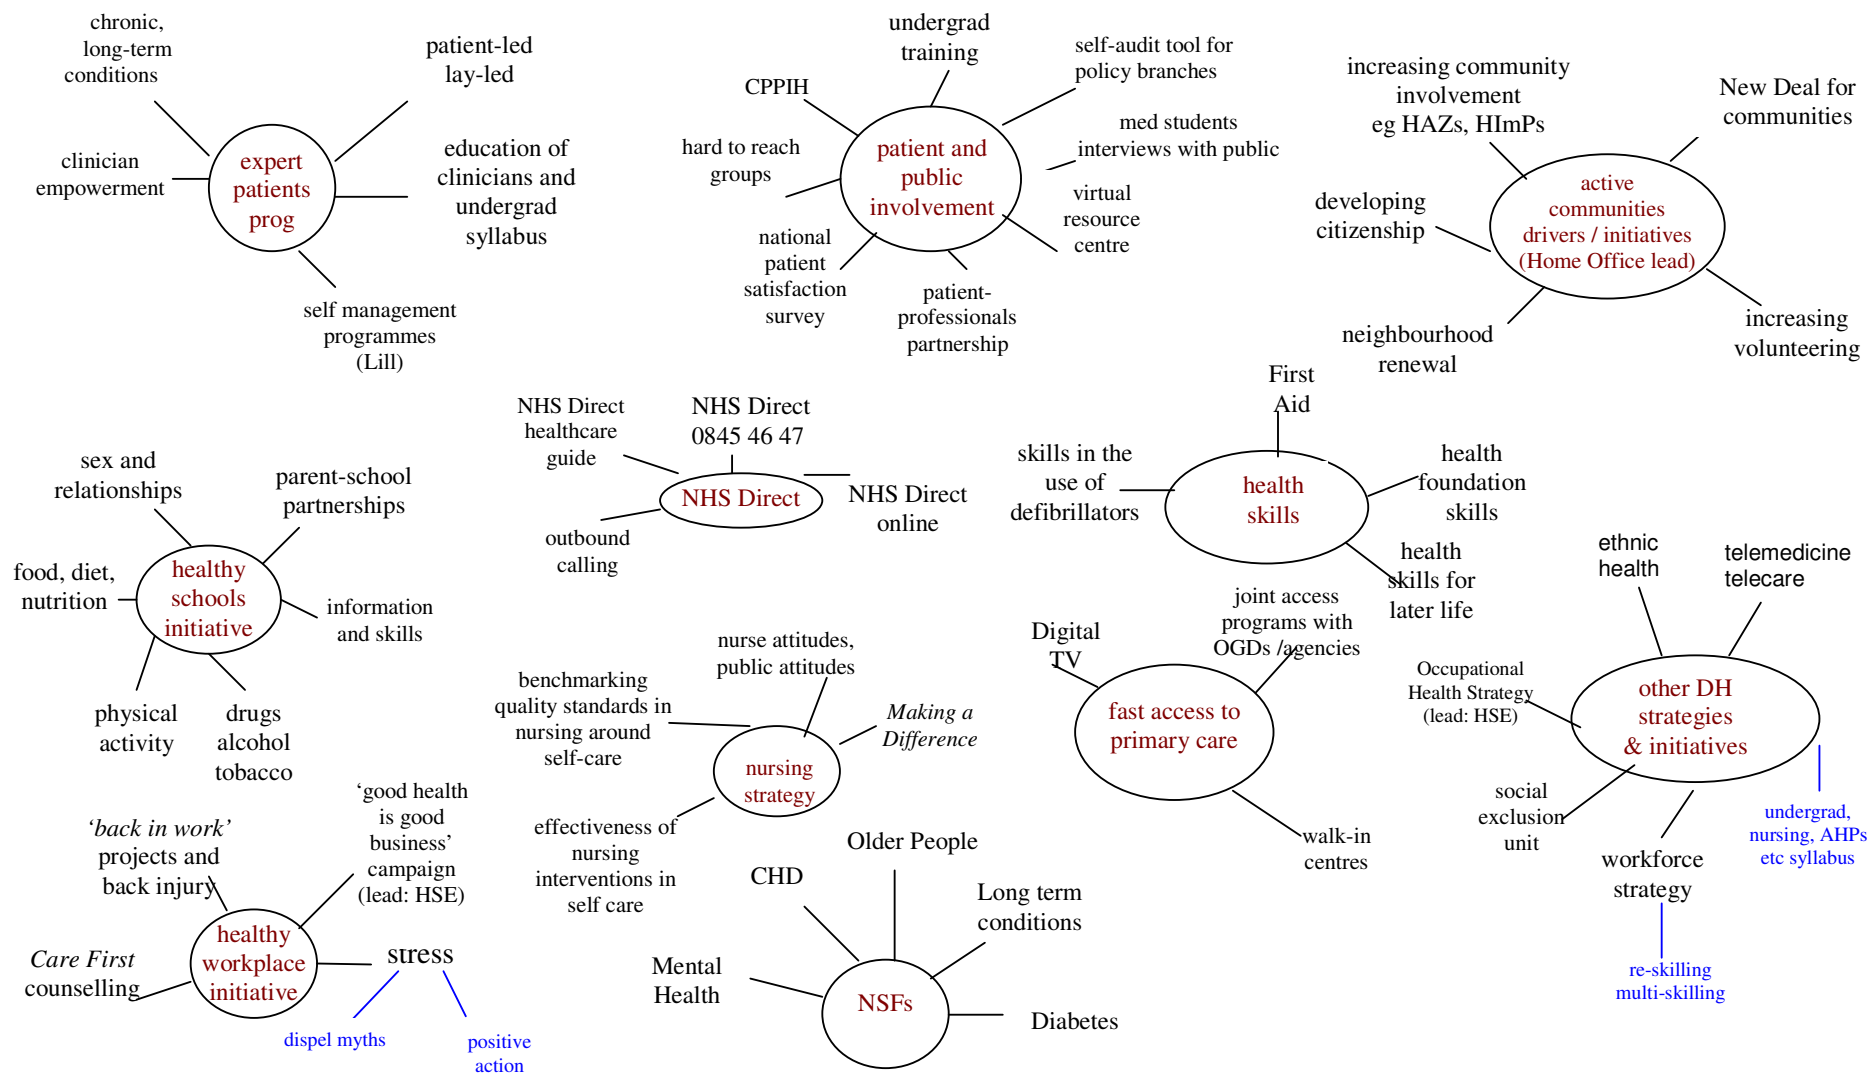 chronic,
long-term
conditions
patient-led
lay-led
clinician
empowerment
expert
patients
prog
education of
clinicians and
undergrad
syllabus
self management
programmes
(Lill)
undergrad
training
self-audit tool for
policy branches
CPPIH
med students
interviews with public
hard to reach
groups
patient and
public
involvement
virtual
resource
centre
national
patient
satisfaction
survey
patient-
professionals
partnership
increasing community
involvement
eg HAZs, HImPs
New Deal for
communities
developing
citizenship
active
communities
drivers / initiatives
(Home Office lead)
neighbourhood
renewal
increasing
volunteering
sex and
relationships
parent-school
partnerships
food, diet,
nutrition
healthy
schools
initiative
information
and skills
physical
activity
drugs
alcohol
tobacco
NHS Direct
healthcare
guide
NHS Direct
0845 46 47
NHS Direct
NHS Direct
online
outbound
calling
First
Aid
skills in the
use of
defibrillators
health
skills
health
foundation
skills
health
skills for
later life
nurse attitudes,
public attitudes
benchmarking
quality standards in
nursing around
self-care
Making a
Difference
nursing
strategy
effectiveness of
nursing
interventions in
self care
Digital
TV
joint access
programs with
OGDs /agencies
fast access to
primary care
walk-in
centres
ethnic
health
telemedicine
telecare
Occupational
Health Strategy
(lead: HSE)
other DH
strategies
& initiatives
social
exclusion
unit
workforce
strategy
re-skilling
multi-skilling
undergrad,
nursing, AHPs
etc syllabus
‘back in work’
projects and
back injury
‘good health
is good
business’
campaign
(lead: HSE)
healthy
workplace
initiative
Care First
counselling
stress
dispel myths
positive
action
Older People
CHD
Long term
conditions
Mental
Health
NSFs
Diabetes